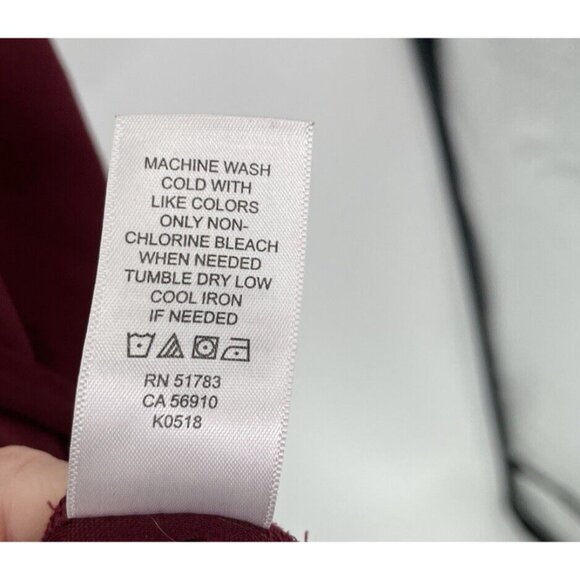 MACHINE WASH
COLD WITH
LIKE COLORS
ONLY NON-
CHLORINE BLEACH
WHEN NEEDED
TUMBLE DRY LOW
COOL IRON
IF NEEDED
RN 51783
CA 56910
K0518